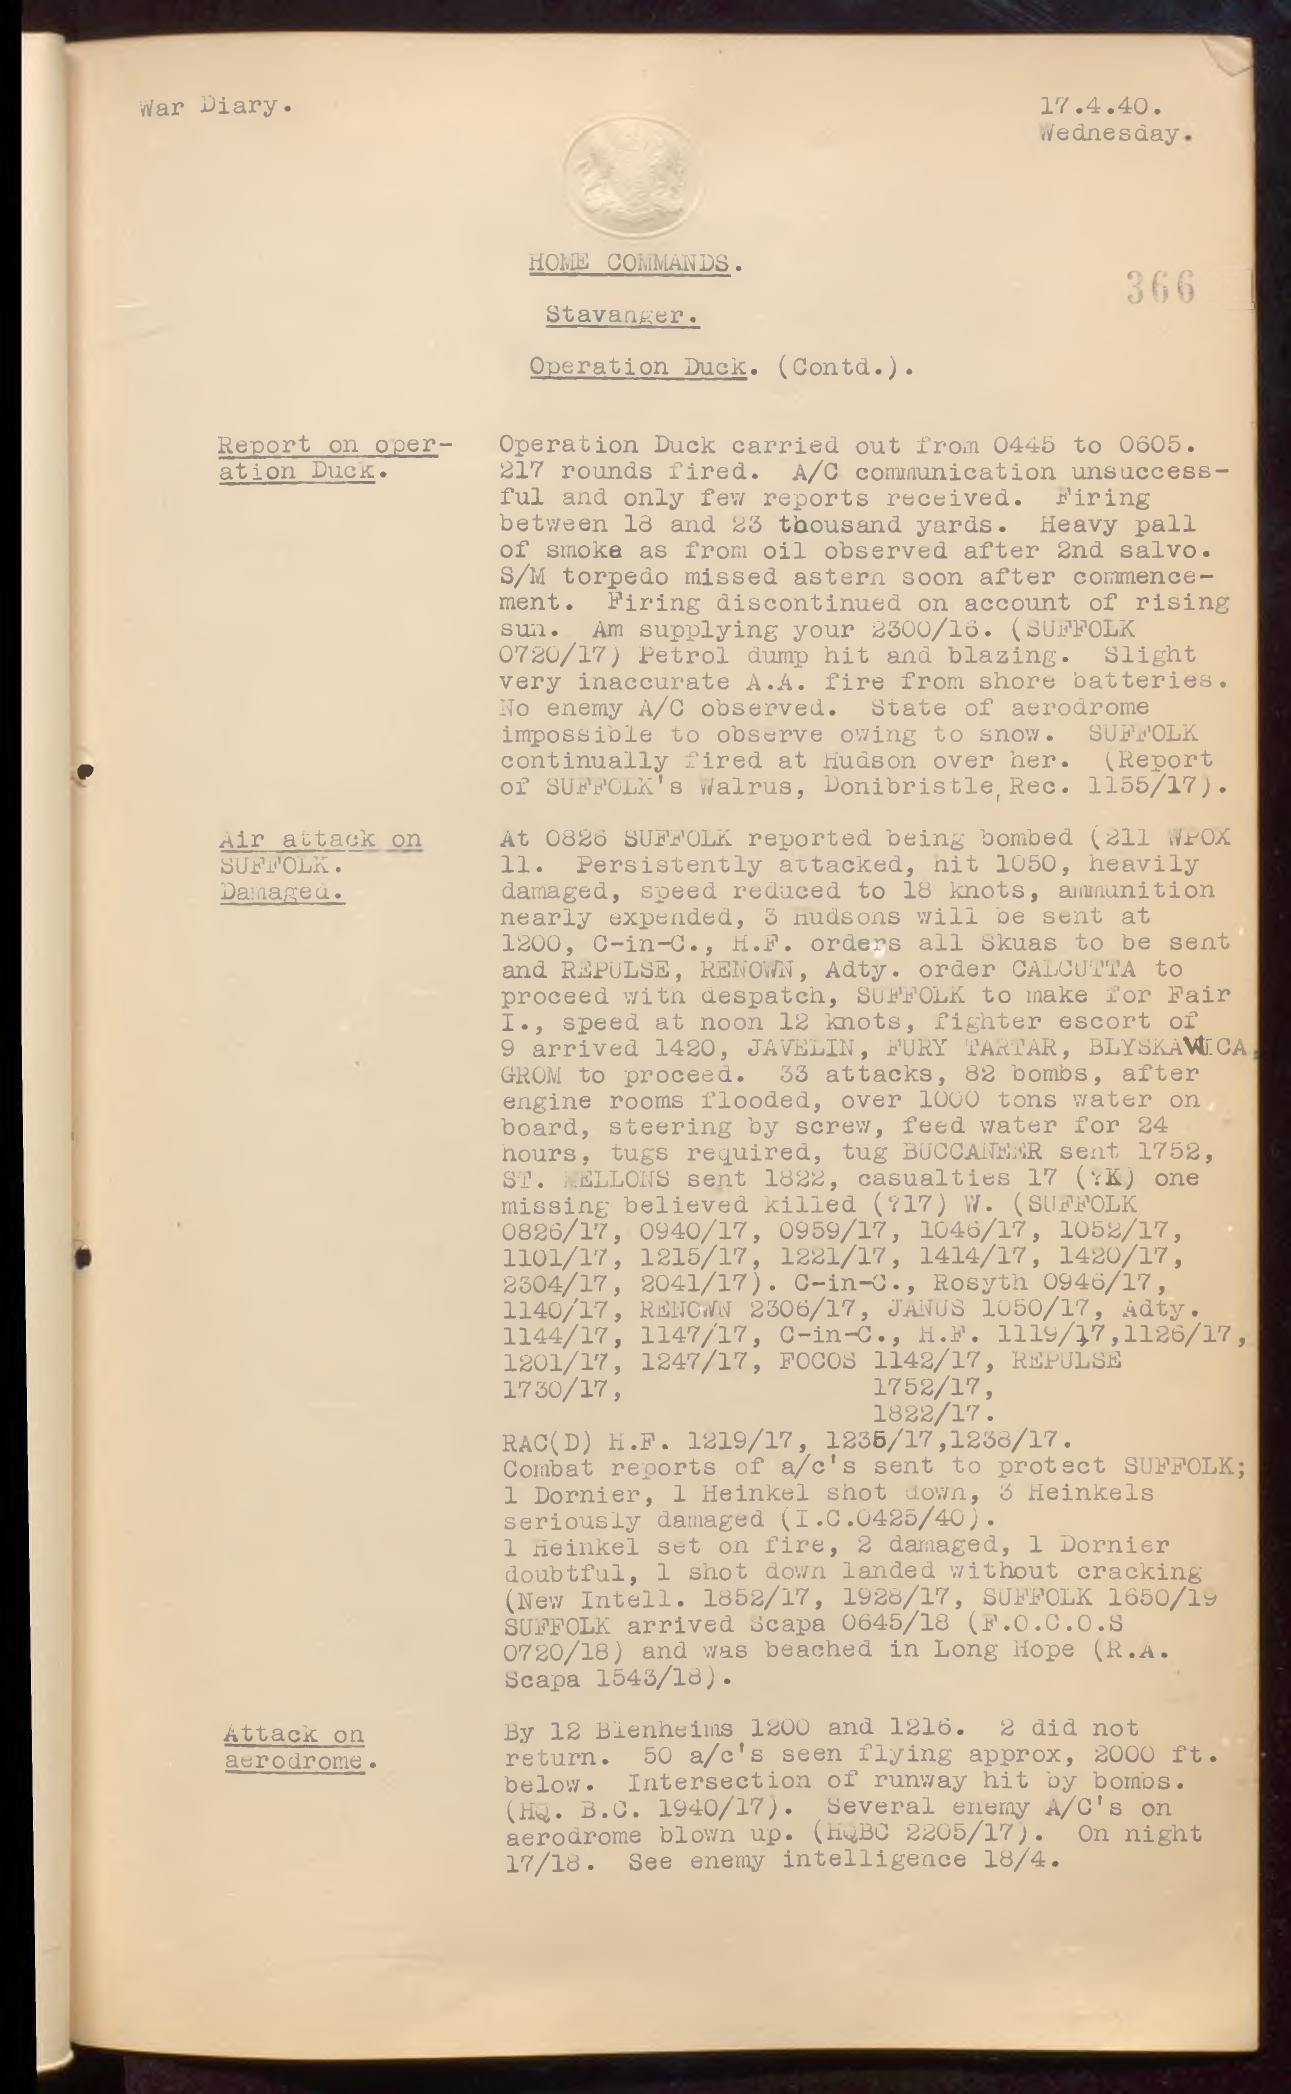 War Diary.
17.4.40.
Wednesday.
HOME COMMANDS.
366
Stavanger.
Operation Duck. (Contd.).
Report on oper-
ation Duck.
Operation Duck carried out from 0445 to 0605.
217 rounds fired. A/C communication unsuccess-
ful and only few reports received. Firing
between 18 and 23 thousand yards. Heavy pall
of smoke as from oil observed after 2nd salvo.
S/M torpedo missed astern soon after commence-
ment. Firing discontinued on account of rising
sun. Am supplying your 2300/16. (SUFFOLK
0720/17) Petrol dump hit and blazing. Slight
very inaccurate A.A. fire from shore batteries.
No enemy A/C observed. State of aerodrome
impossible to observe owing to snow. SUFFOLK
continually fired at Hudson over her. (Report
of SUFFOLK's Walrus, Donibristle, Rec. 1155/17).
Air attack on
SUFFOLK.
Damaged.
At 0826 SUFFOLK reported being bombed (211 WPOX
11. Persistently attacked, hit 1050, heavily
damaged, speed reduced to 18 knots, ammunition
nearly expended, 3 Hudsons will be sent at
1200, C-in-C., H.F. orders all Skuas to be sent
and REPULSE, RENOWN, Adty. order CALCUTTA to
proceed with despatch, SUFFOLK to make for Fair
I., speed at noon 12 knots, fighter escort of
9 arrived 1420, JAVELIN, FURY TARTAR, BLYSKAWICA,
GROM to proceed. 33 attacks, 82 bombs, after
engine rooms flooded, over 1000 tons water on
board, steering by screw, feed water for 24
hours, tugs required, tug BUCCANEER sent 1752,
ST. MELLONS sent 1822, casualties 17 (?K) one
missing believed killed (?17) W. (SUFFOLK
0826/17, 0940/17, 0959/17, 1046/17, 1052/17,
1101/17, 1215/17, 1221/17, 1414/17, 1420/17,
2304/17, 2041/17). C-in-C., Rosyth 0946/17,
1140/17, RENOWN 2306/17, JANUS 1050/17, Adty.
1144/17, 1147/17, C-in-C., H.F. 1119/17,1126/17,
1201/17, 1247/17, FOCOS 1142/17, REPULSE
1730/17, 1752/17,
1822/17.
RAC(D) H.F. 1219/17, 1235/17,1238/17.
Combat reports of a/c's sent to protect SUFFOLK;
1 Dornier, 1 Heinkel shot down, 3 Heinkels
seriously damaged (I.C.0425/40).
1 Heinkel set on fire, 2 damaged, 1 Dornier
doubtful, 1 shot down landed without cracking
(New Intell. 1852/17, 1928/17, SUFFOLK 1650/19
SUFFOLK arrived Scapa 0645/18 (F.O.C.O.S
0720/18) and was beached in Long Hope (R.A.
Scapa 1543/18).
Attack on
aerodrome.
By 12 Blenheims 1200 and 1216. 2 did not
return. 50 a/c's seen flying approx, 2000 ft.
below. Intersection of runway hit by bombs.
(HQ. B.C. 1940/17). Several enemy A/C's on
aerodrome blown up. (HQBC 2205/17). On night
17/18. See enemy intelligence 18/4.